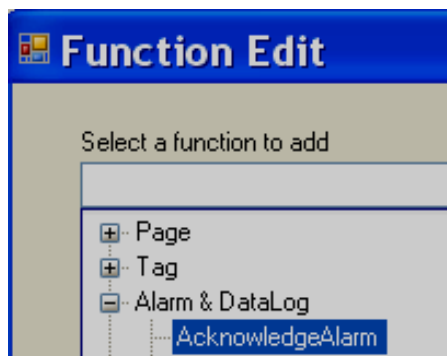 Function Edit
Select a function to add
Page
Tag
Alarm & DataLog
AcknowledgeAlarm